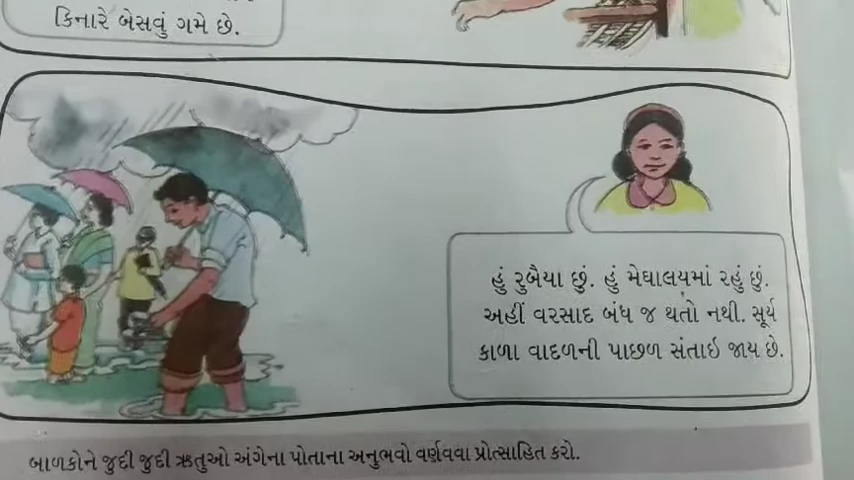 કિનારે બેસવું ગમે છે.
હું રુબૈયા છું. હું મેઘાલયમાં રહું છું.
અહીં વરસાદ બંધ જ થતો નથી. સૂર્ય
કાળા વાદળની પાછળ સંતાઇ જાય છે.
બાળકોને જુદી જુદી ઋતુઓ અંગેના પોતાના અનુભવો વર્ણવવા પ્રોત્સાહિત કરો.